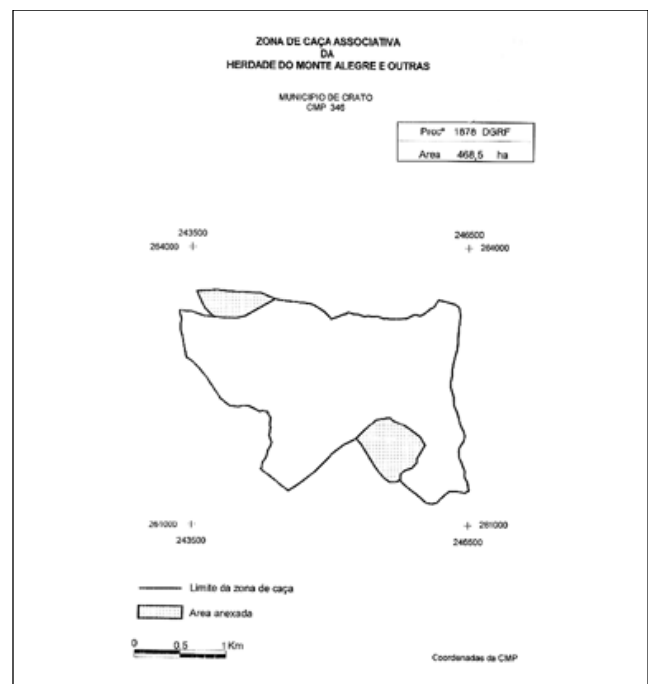 ZONA DE CAÇA ASSOCIATIVA
DA
HERDADE DO MONTE ALEGRE E OUTRAS
MUNICIPIO DE CRATO
CMP 346
Procº 1878 DGRF
Area 468,5 ha
243500
264000
246500
264000
261000
243500
261000
246500
Limite da zona de caça
Area anexada
0 0,5 1 Km
Coordenadas da CMP